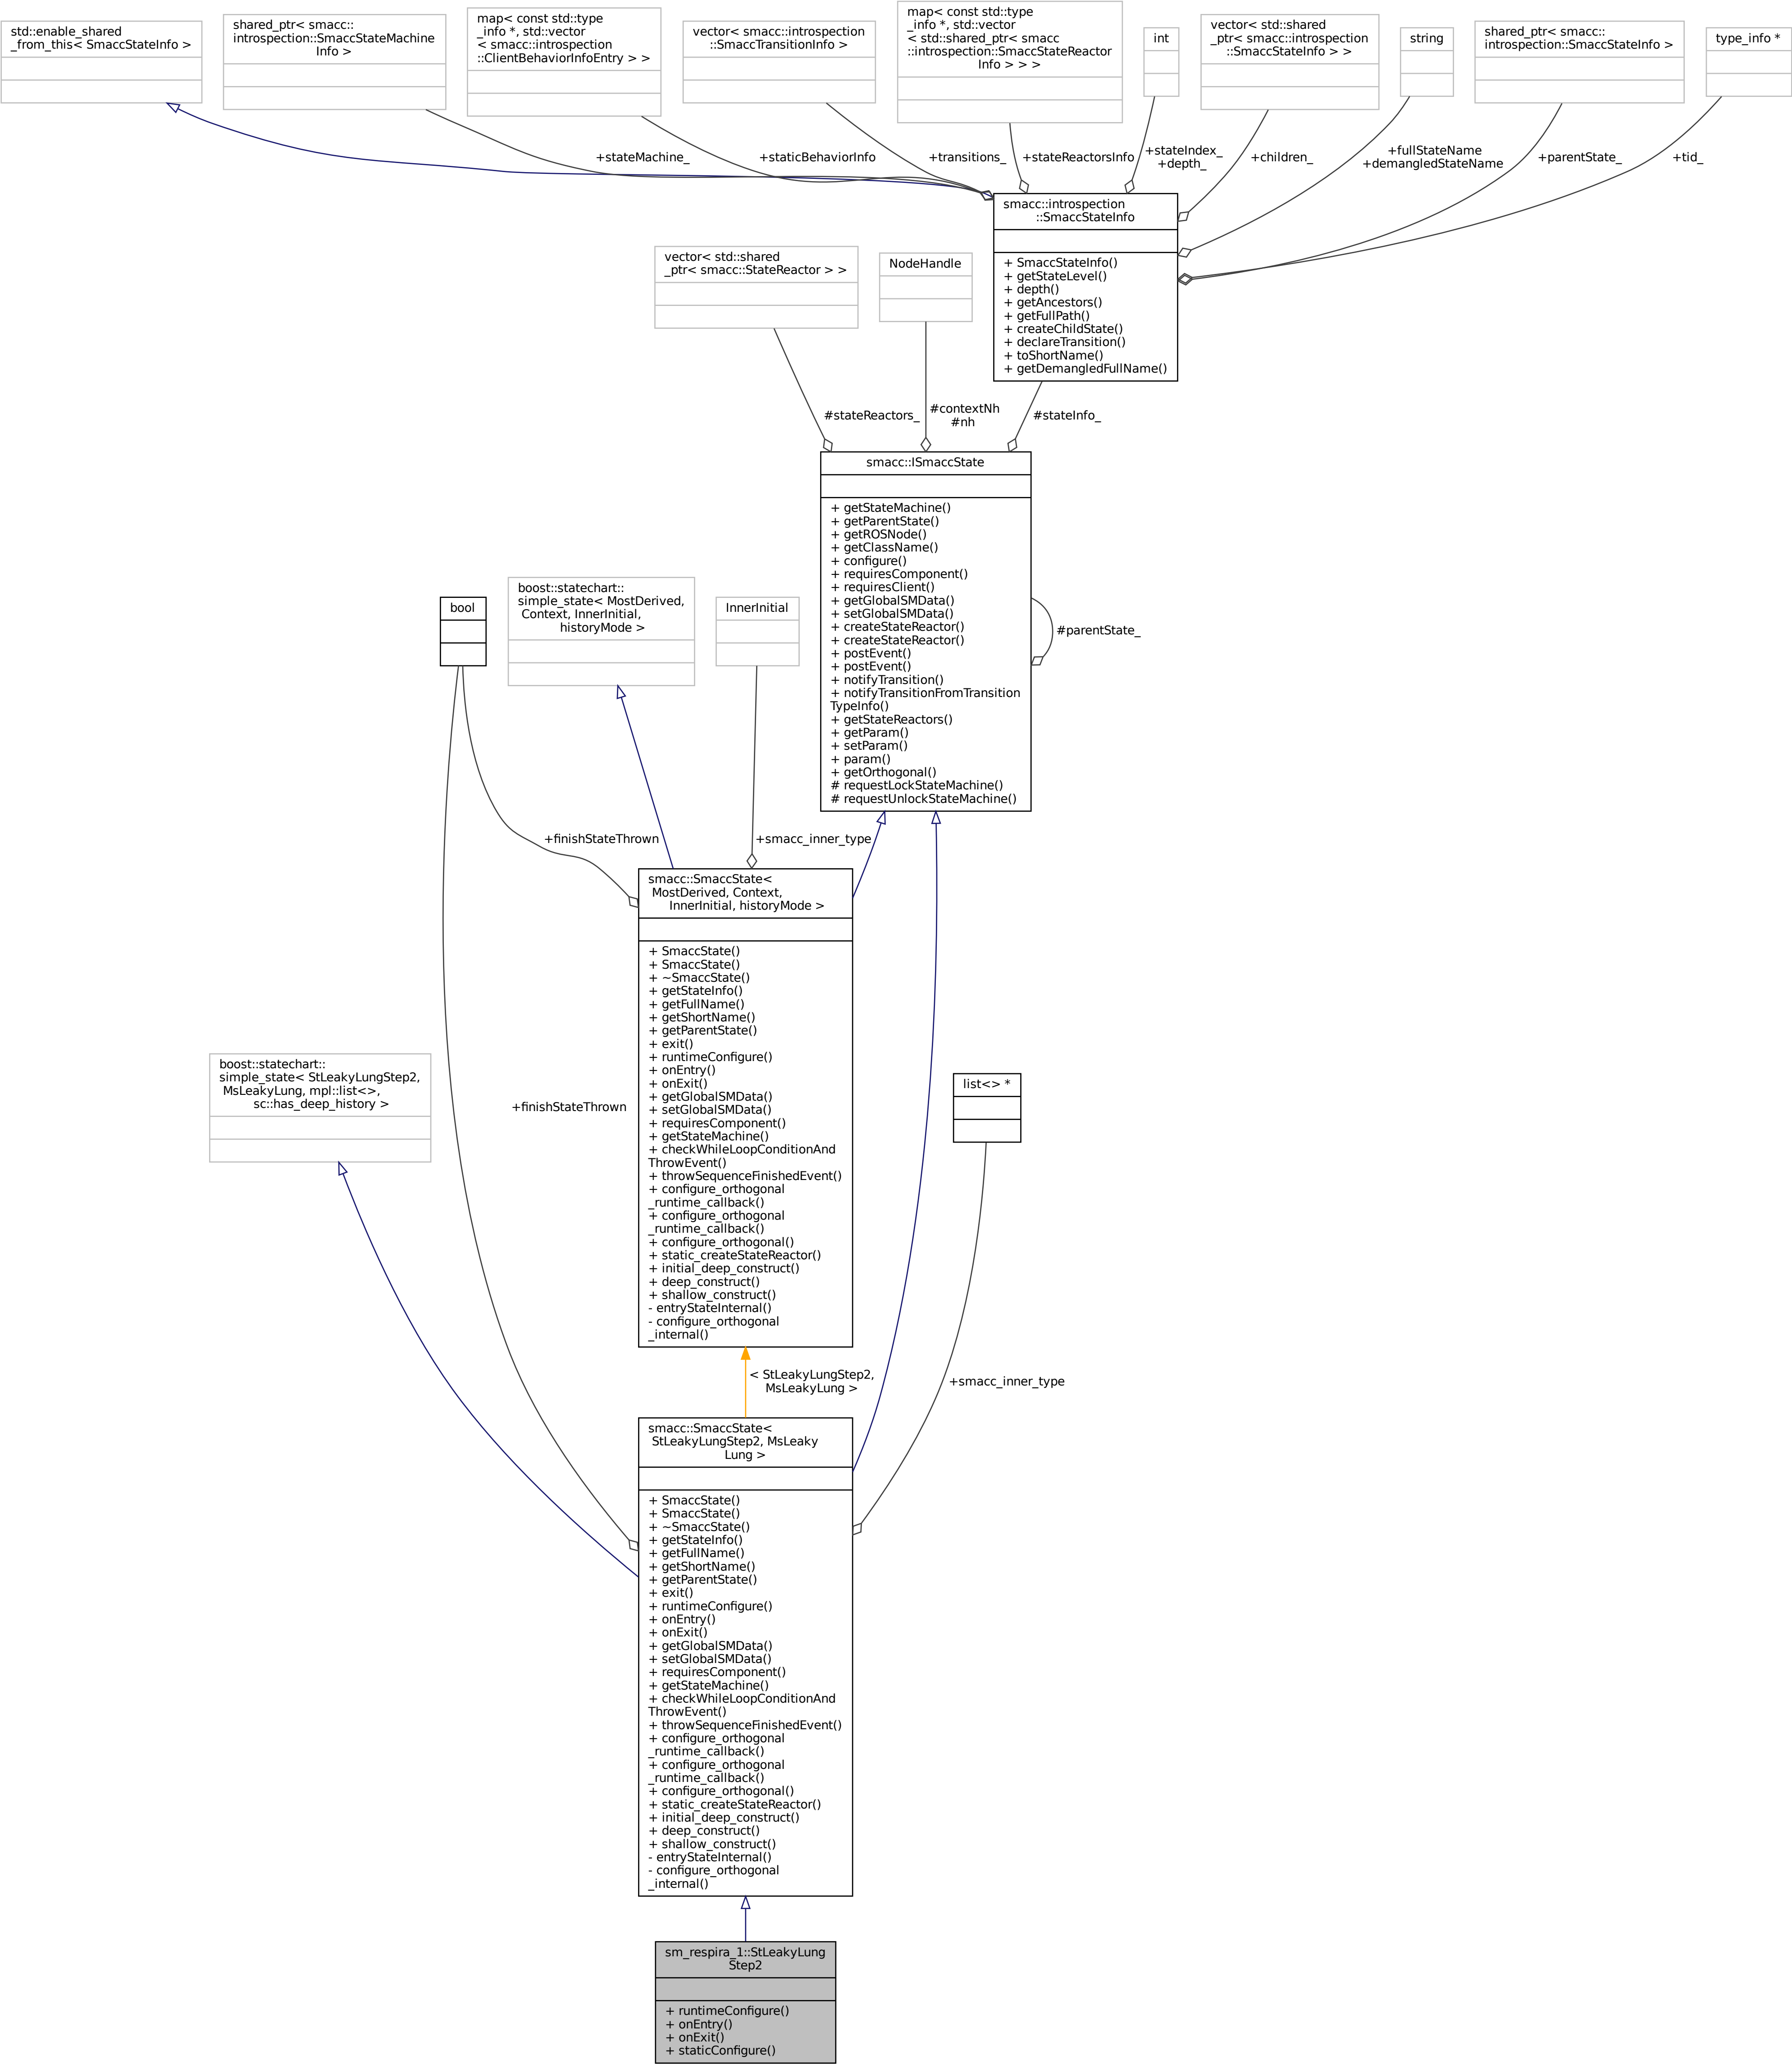 std::enable_shared
_from_this< SmaccStateInfo >
shared_ptr< smacc::
introspection::SmaccStateMachine
Info >
map< const std::type
_info *, std::vector
< smacc::introspection
::ClientBehaviorInfoEntry > >
vector< smacc::introspection
::SmaccTransitionInfo >
map< const std::type
_info *, std::vector
< std::shared_ptr< smacc
::introspection::SmaccStateReactor
Info > > >
int
vector< std::shared
_ptr< smacc::introspection
::SmaccStateInfo > >
string
shared_ptr< smacc::
introspection::SmaccStateInfo >
type_info *
+stateMachine_
+staticBehaviorInfo
+transitions_
+stateReactorsInfo
+stateIndex_
+depth_
+children_
+fullStateName
+demangledStateName
+parentState_
+tid_
smacc::introspection
::SmaccStateInfo
+ SmaccStateInfo()
+ getStateLevel()
+ depth()
+ getAncestors()
+ getFullPath()
+ createChildState()
+ declareTransition()
+ toShortName()
+ getDemangledFullName()
vector< std::shared
_ptr< smacc::StateReactor > >
NodeHandle
#stateReactors_
#contextNh
#nh
#stateInfo_
smacc::ISmaccState
+ getStateMachine()
+ getParentState()
+ getROSNode()
+ getClassName()
+ configure()
+ requiresComponent()
+ requiresClient()
+ getGlobalSMData()
+ setGlobalSMData()
+ createStateReactor()
+ createStateReactor()
+ postEvent()
+ postEvent()
+ notifyTransition()
+ notifyTransitionFromTransition
TypeInfo()
+ getStateReactors()
+ getParam()
+ setParam()
+ param()
+ getOrthogonal()
# requestLockStateMachine()
# requestUnlockStateMachine()
#parentState_
bool
boost::statechart::
simple_state< MostDerived,
Context, InnerInitial,
historyMode >
InnerInitial
+finishStateThrown
+smacc_inner_type
smacc::SmaccState<
MostDerived, Context,
InnerInitial, historyMode >
+ SmaccState()
+ SmaccState()
+ ~SmaccState()
+ getStateInfo()
+ getFullName()
+ getShortName()
+ getParentState()
+ exit()
+ runtimeConfigure()
+ onEntry()
+ onExit()
+ getGlobalSMData()
+ setGlobalSMData()
+ requiresComponent()
+ getStateMachine()
+ checkWhileLoopConditionAnd
ThrowEvent()
+ throwSequenceFinishedEvent()
+ configure_orthogonal
_runtime_callback()
+ configure_orthogonal
_runtime_callback()
+ configure_orthogonal()
+ static_createStateReactor()
+ initial_deep_construct()
+ deep_construct()
+ shallow_construct()
- entryStateInternal()
- configure_orthogonal
_internal()
boost::statechart::
simple_state< StLeakyLungStep2,
MsLeakyLung, mpl::list<>,
sc::has_deep_history >
+finishStateThrown
list<> *
< StLeakyLungStep2,
MsLeakyLung >
+smacc_inner_type
smacc::SmaccState<
StLeakyLungStep2, MsLeaky
Lung >
+ SmaccState()
+ SmaccState()
+ ~SmaccState()
+ getStateInfo()
+ getFullName()
+ getShortName()
+ getParentState()
+ exit()
+ runtimeConfigure()
+ onEntry()
+ onExit()
+ getGlobalSMData()
+ setGlobalSMData()
+ requiresComponent()
+ getStateMachine()
+ checkWhileLoopConditionAnd
ThrowEvent()
+ throwSequenceFinishedEvent()
+ configure_orthogonal
_runtime_callback()
+ configure_orthogonal
_runtime_callback()
+ configure_orthogonal()
+ static_createStateReactor()
+ initial_deep_construct()
+ deep_construct()
+ shallow_construct()
- entryStateInternal()
- configure_orthogonal
_internal()
sm_respira_1::StLeakyLung
Step2
+ runtimeConfigure()
+ onEntry()
+ onExit()
+ staticConfigure()